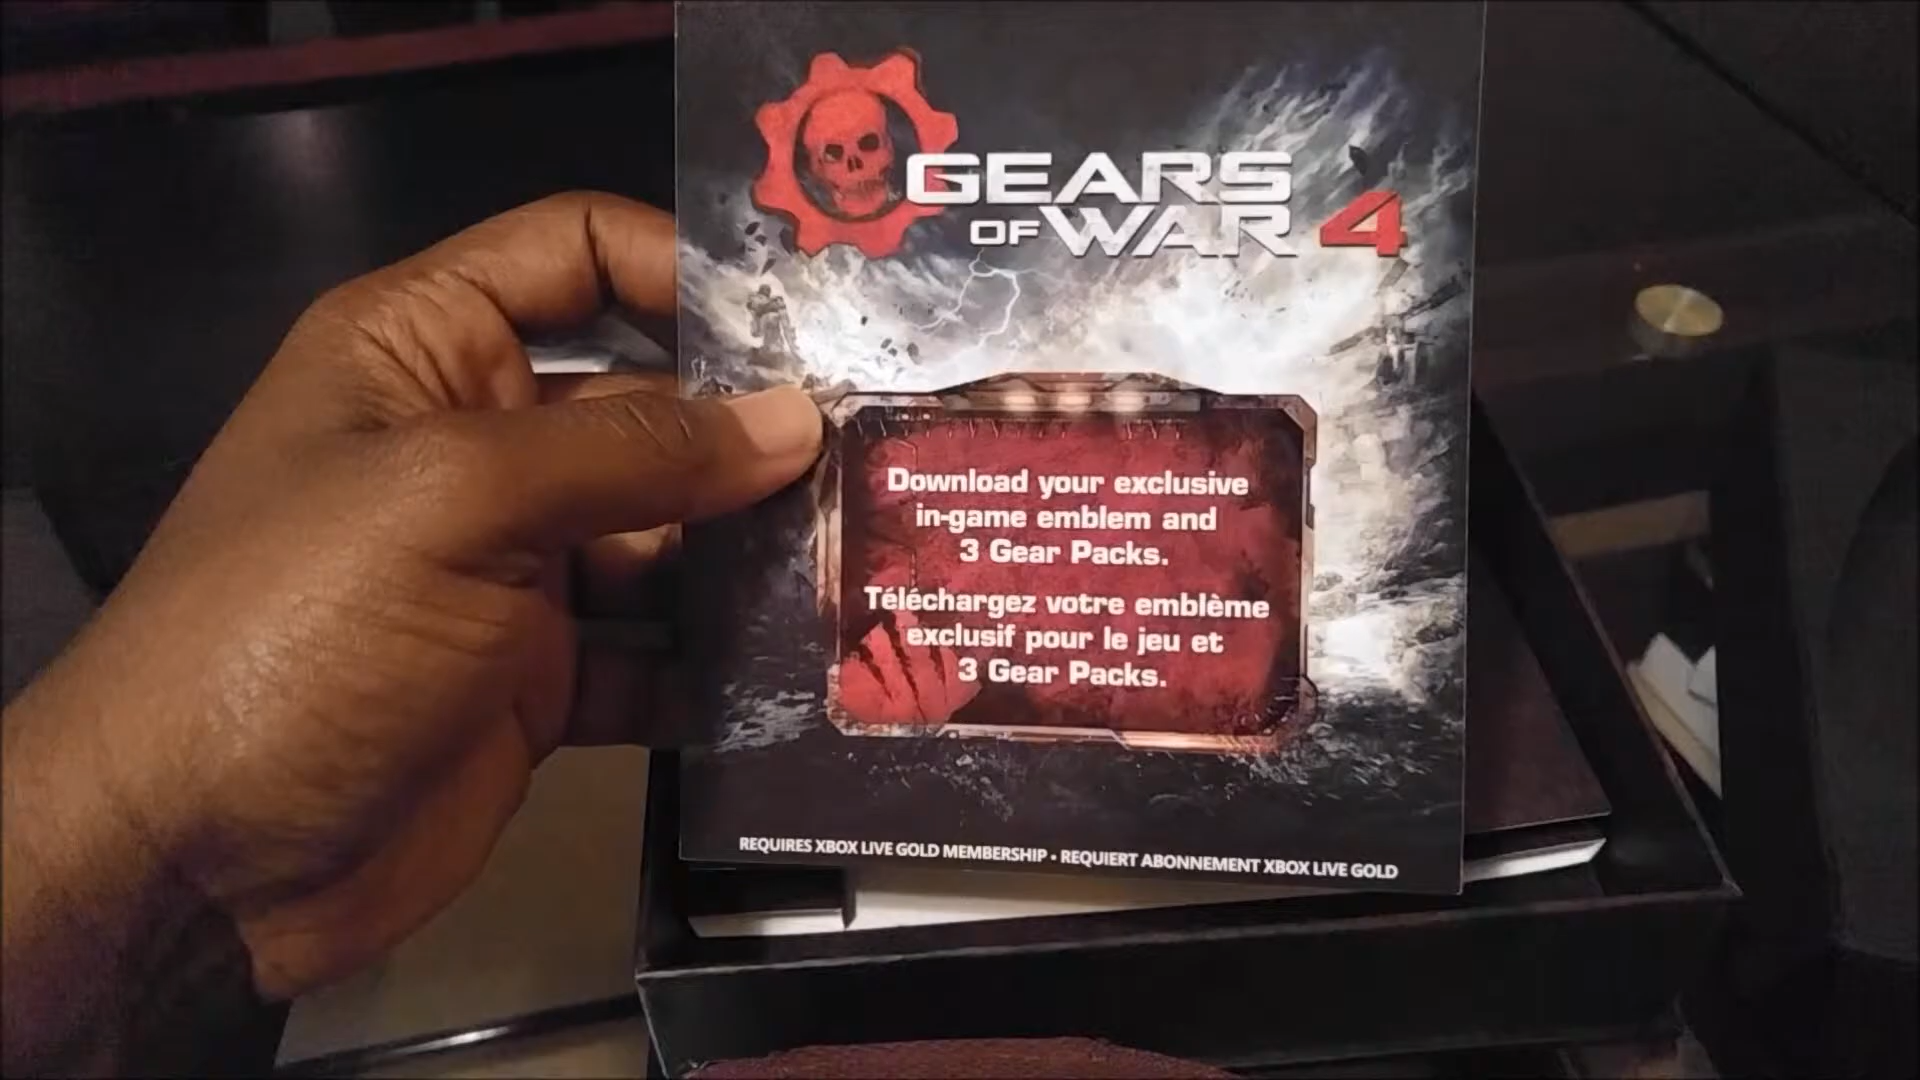 GEARS
OF WAR 4
Download your exclusive
in-game emblem and
3 Gear Packs.
Téléchargez votre emblème
exclusif pour le jeu et
3 Gear Packs.
REQUIRES XBOX LIVE GOLD MEMBERSHIP • REQUIERT ABONNEMENT XBOX LIVE GOLD